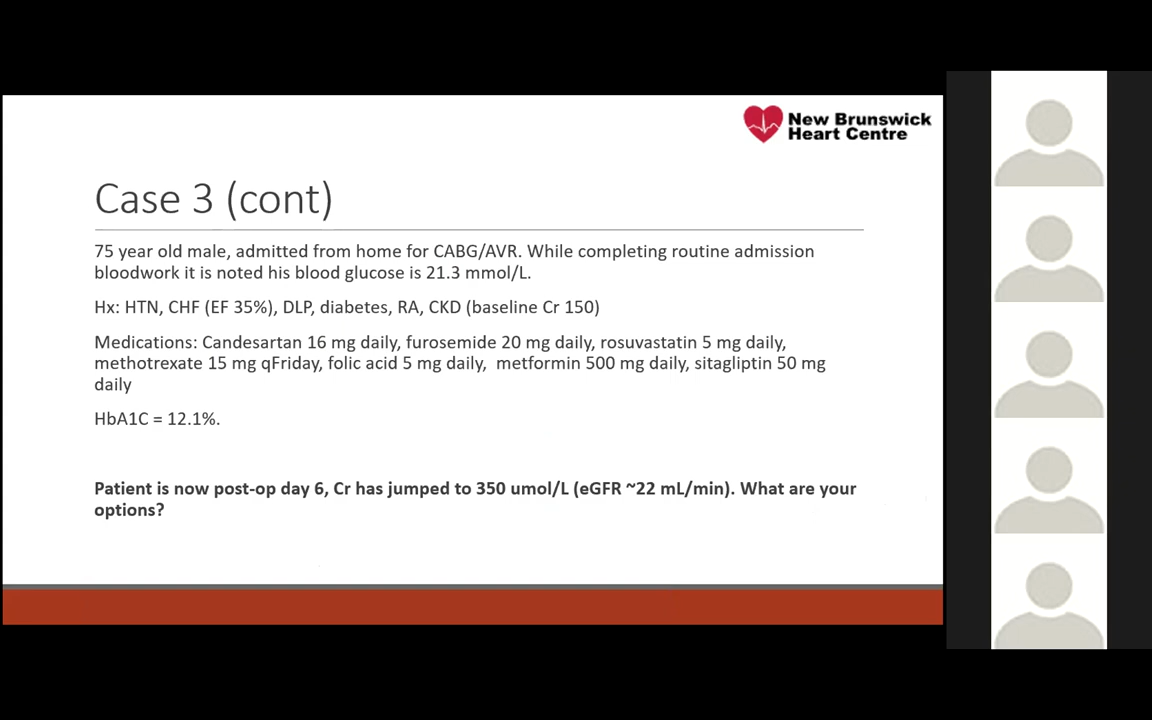 New Brunswick
Heart Centre
Case 3 (cont)
75 year old male, admitted from home for CABG/AVR. While completing routine admission
bloodwork it is noted his blood glucose is 21.3 mmol/L.
Hx: HTN, CHF (EF 35%), DLP, diabetes, RA, CKD (baseline Cr 150)
Medications: Candesartan 16 mg daily, furosemide 20 mg daily, rosuvastatin 5 mg daily,
methotrexate 15 mg qFriday, folic acid 5 mg daily, metformin 500 mg daily, sitagliptin 50 mg
daily
HbA1C = 12.1%.
Patient is now post-op day 6, Cr has jumped to 350 umol/L (eGFR ~22 mL/min). What are your
options?